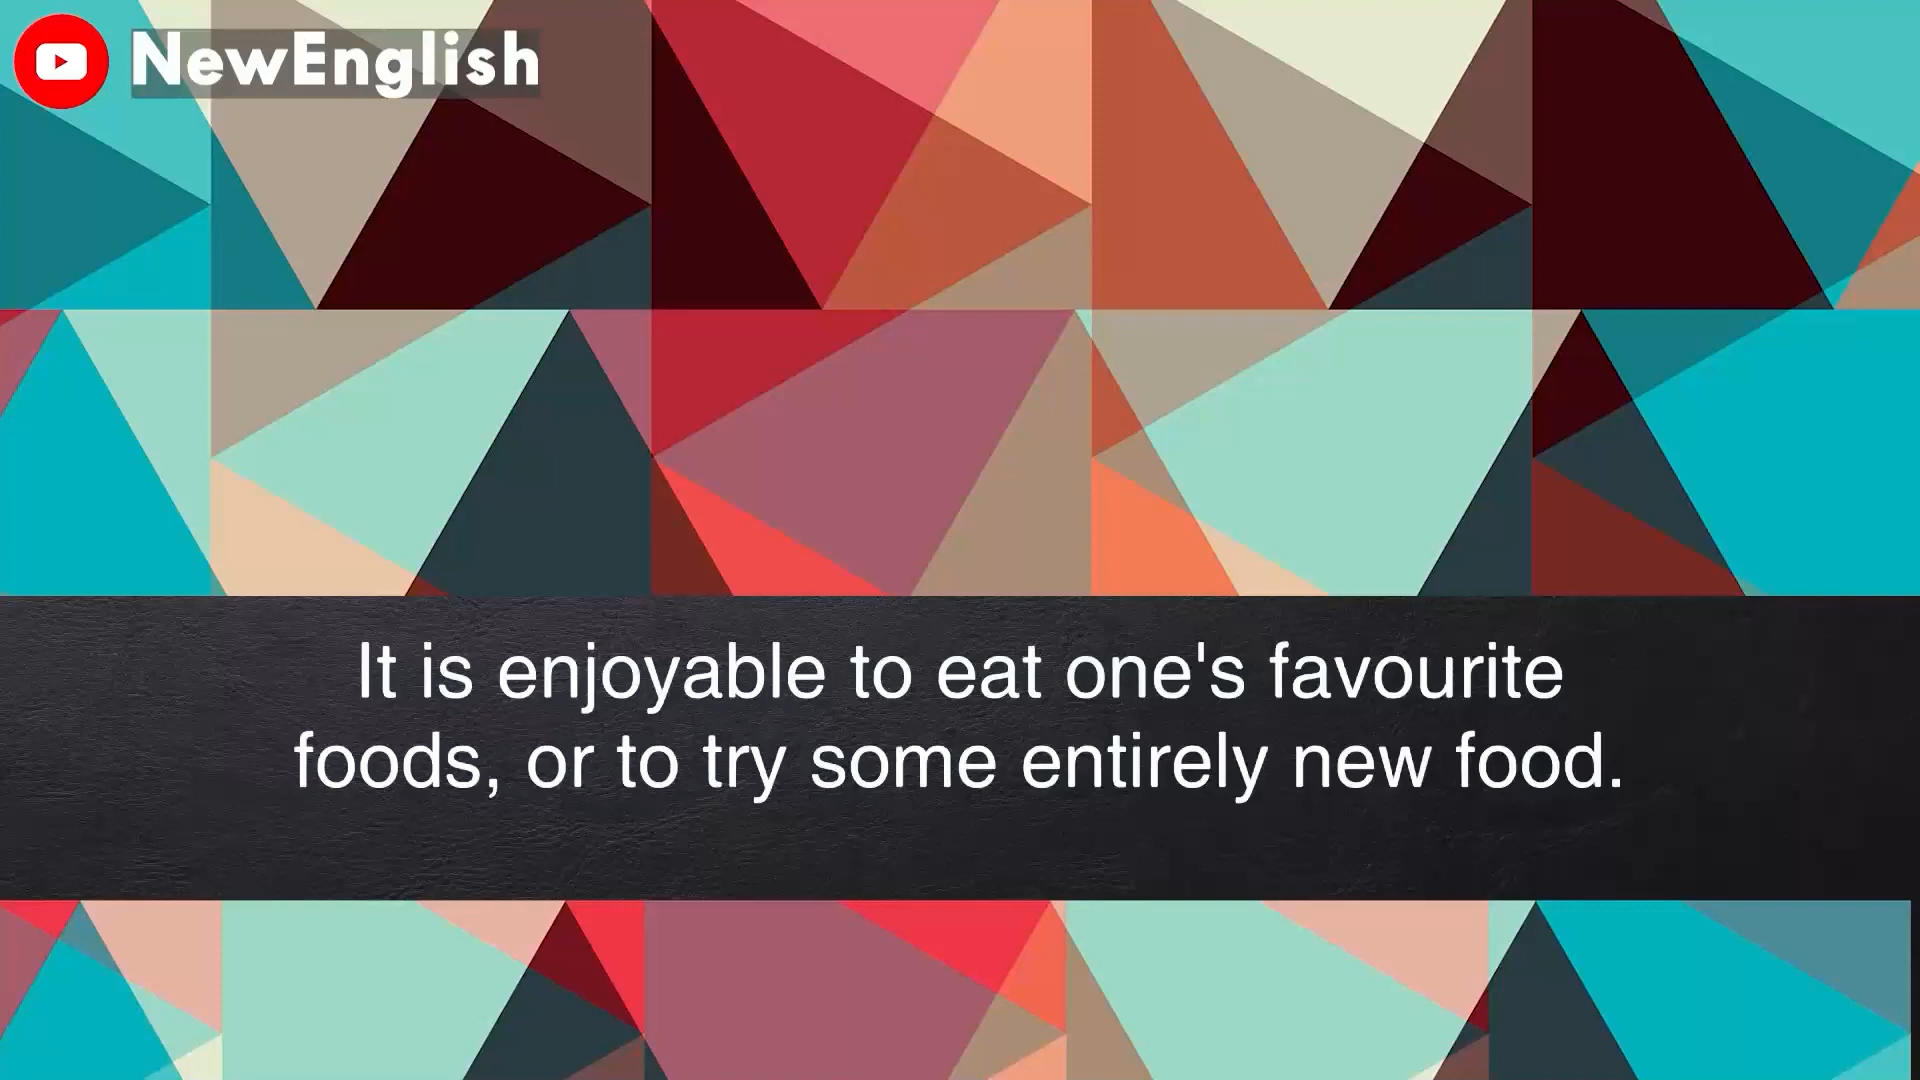 NewEnglish
It is enjoyable to eat one's favourite
foods, or to try some entirely new food.